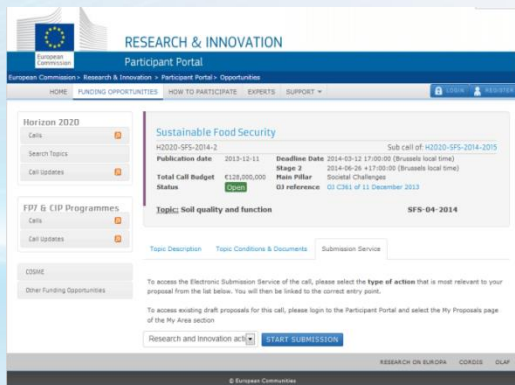 European
Commission
RESEARCH & INNOVATION
Participant Portal
European Commission > Research & Innovation > Participant Portal > Opportunities
HOME FUNDING OPPORTUNITIES HOW TO PARTICIPATE EXPERTS SUPPORT LOGIN REGISTER
Horizon 2020
Calls
Search Topics
Call Updates
FP7 & CIP Programmes
Calls
Call Updates
COSME
Other Funding Opportunities
Sustainable Food Security
H2020-SFS-2014-2 Sub call of: H2020-SFS-2014-2015
Publication date 2013-12-11 Deadline Date 2014-03-12 17:00:00 (Brussels local time)
Stage 2 2014-06-26 +17:00:00 (Brussels local time)
Total Call Budget €128,000,000 Main Pillar Societal Challenges
Status Open OJ reference OJ C361 of 11 December 2013
Topic: Soil quality and function SFS-04-2014
Topic Description Topic Conditions & Documents Submission Service
To access the Electronic Submission Service of the call, please select the type of action that is most relevant to your
proposal from the list below. You will then be linked to the correct entry point.
To access existing draft proposals for this call, please login to the Participant Portal and select the My Proposals page
of the My Area section
Research and Innovation acti START SUBMISSION
RESEARCH ON EUROPA CORDIS OLAF
© European Communities